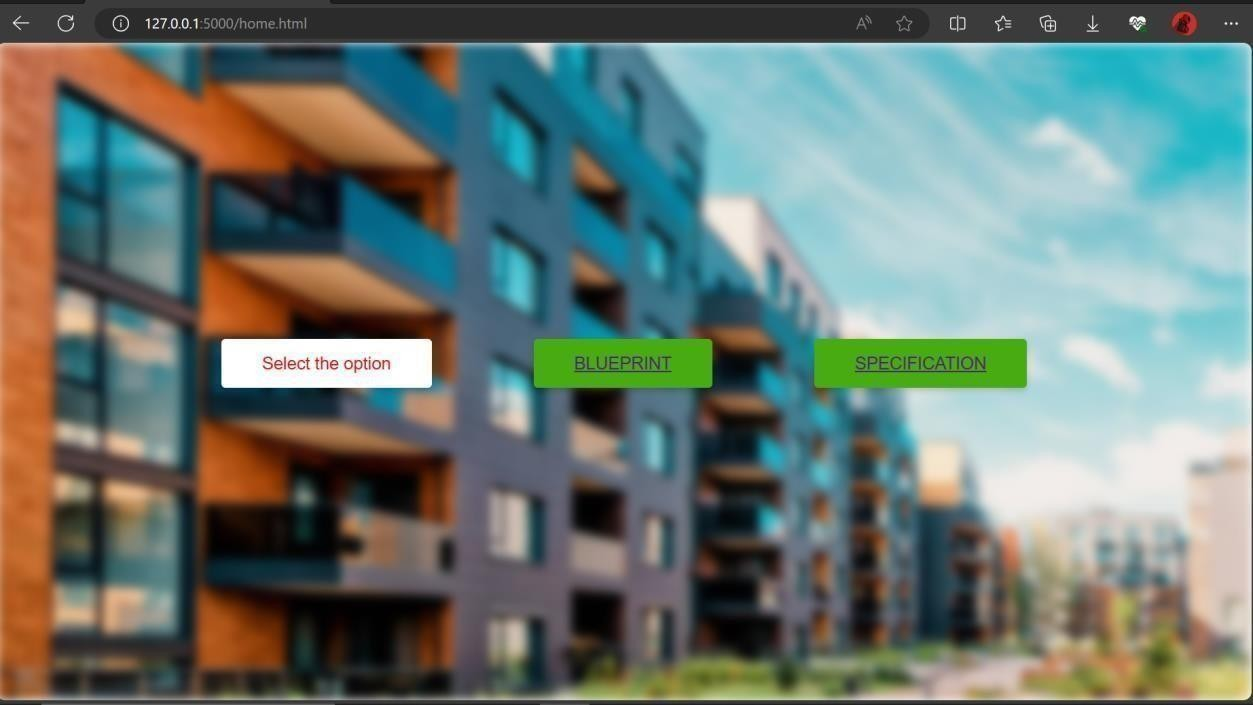 127.0.0.1:5000/home.html
Select the option
BLUEPRINT
SPECIFICATION